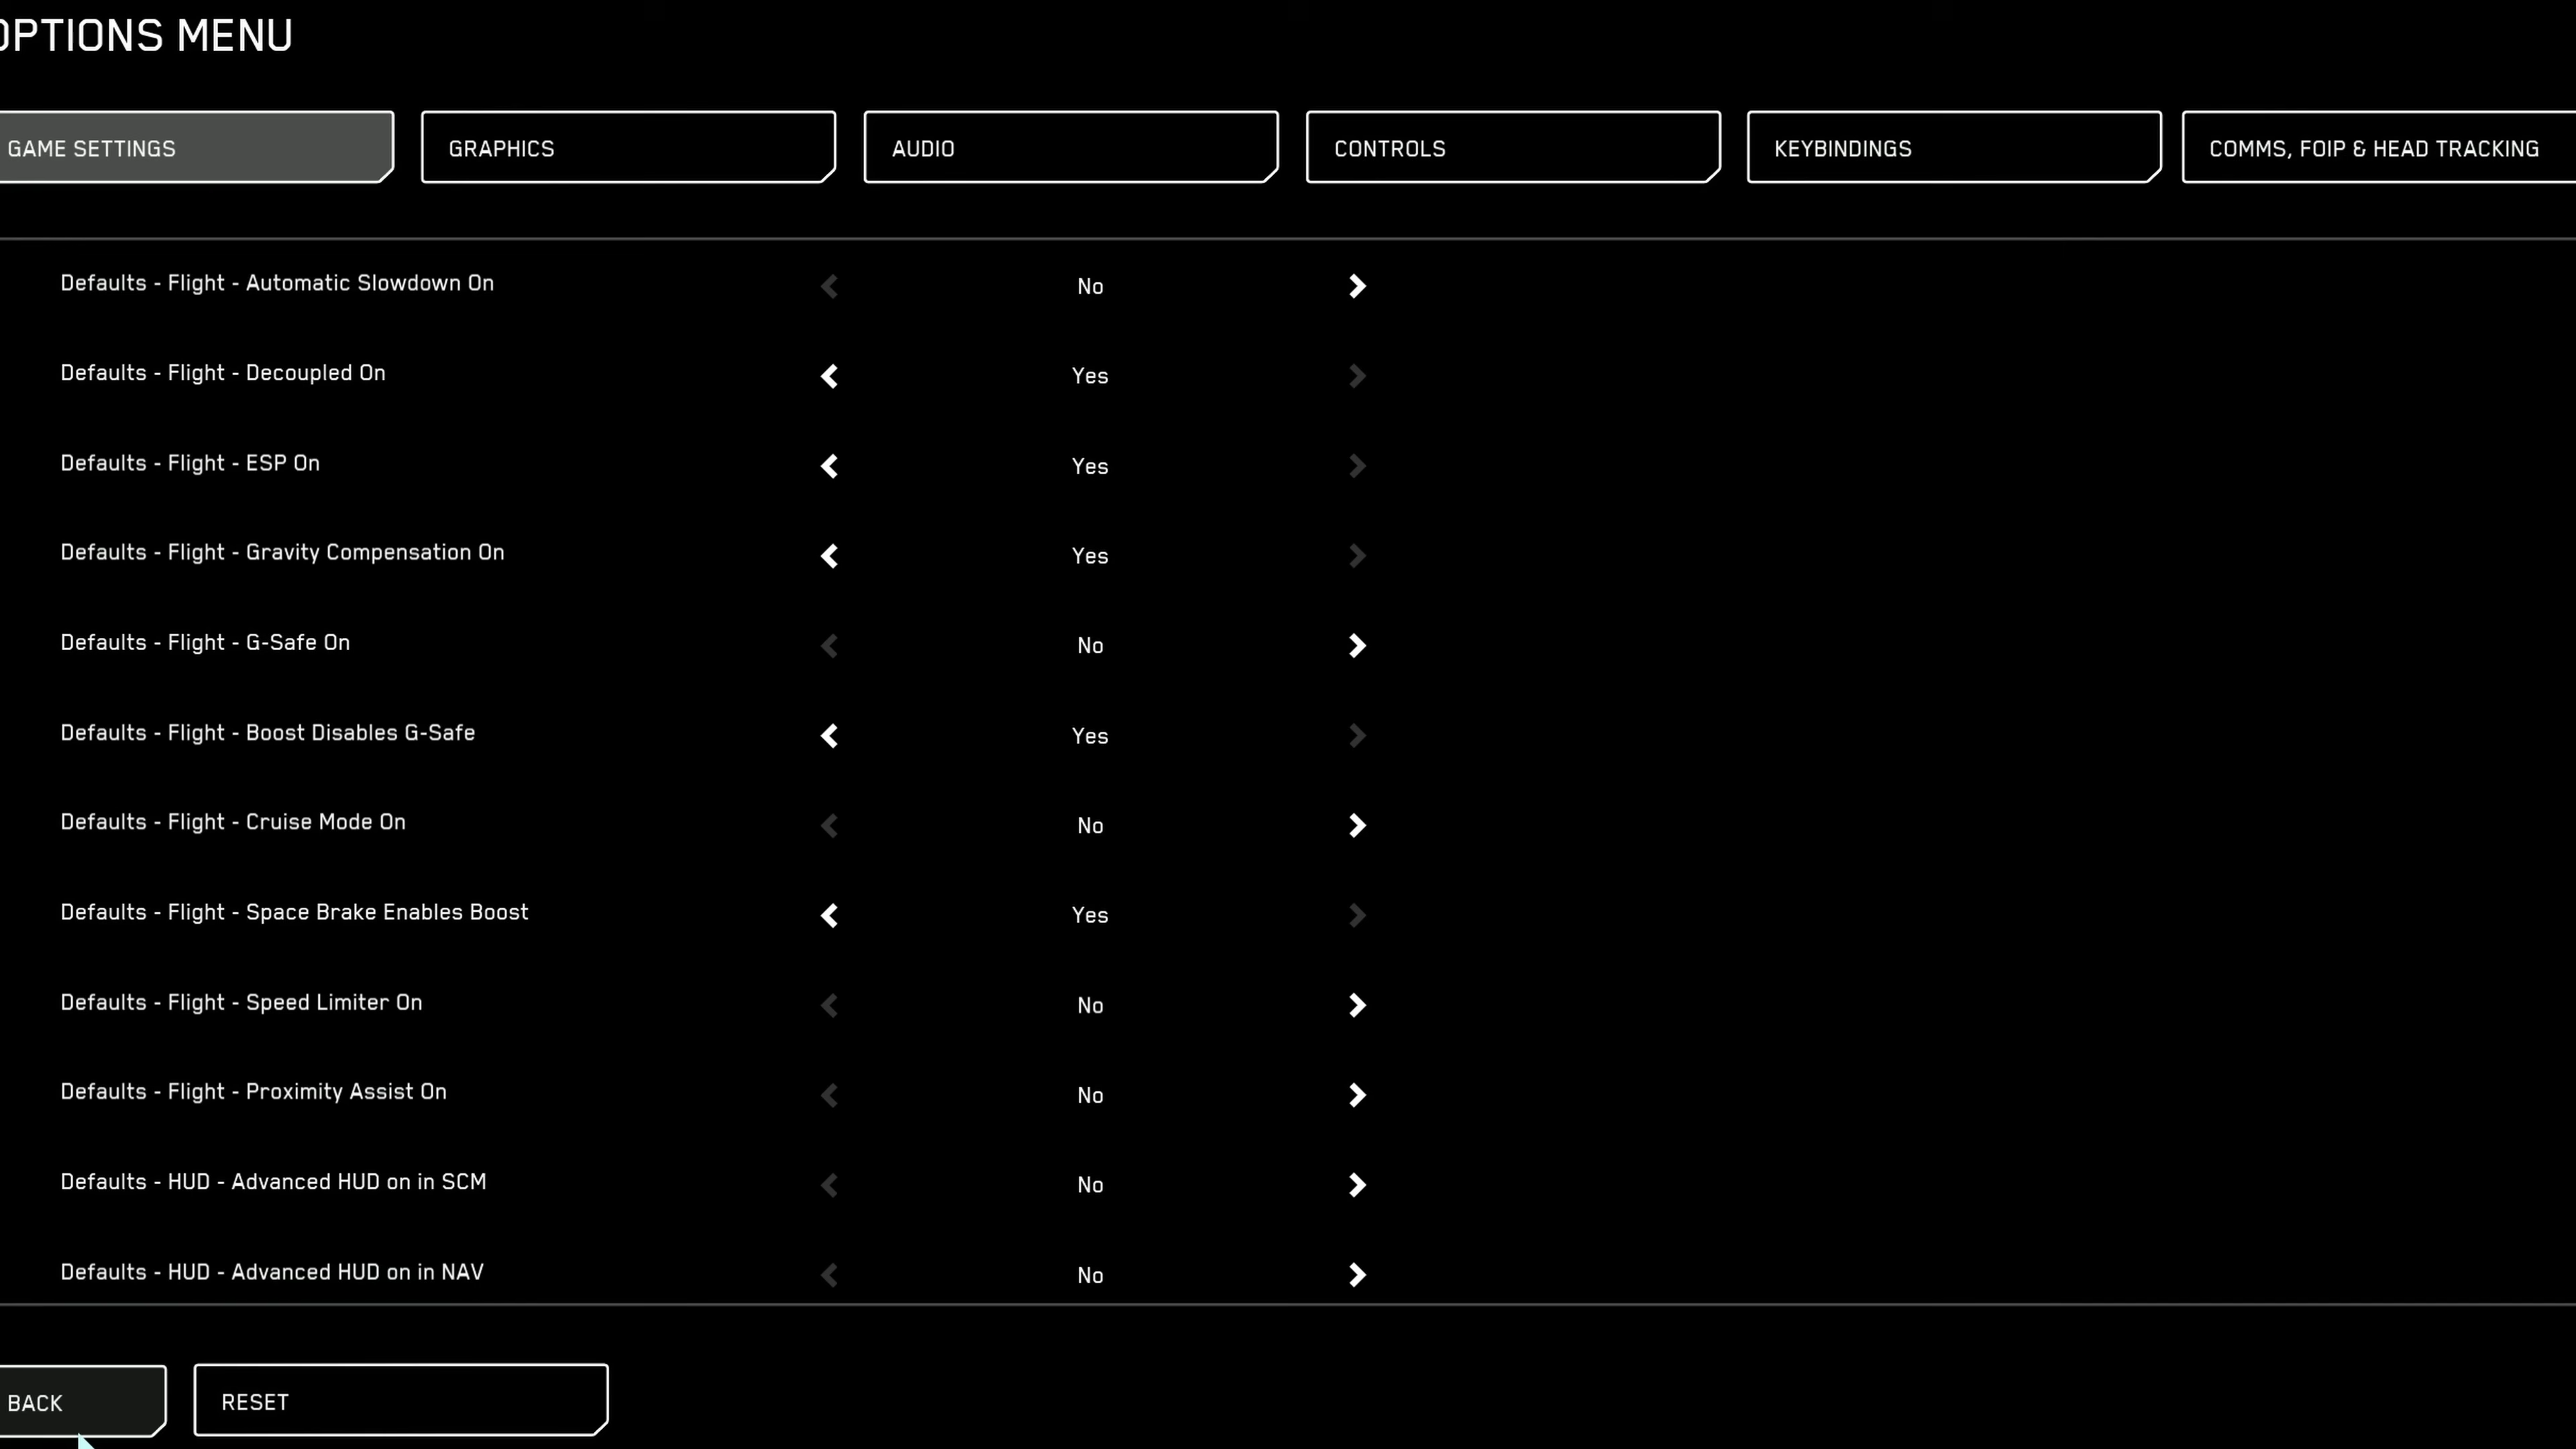 OPTIONS MENU
GAME SETTINGS
GRAPHICS
AUDIO
CONTROLS
KEYBINDINGS
COMMS, FOIP & HEAD TRACKING
Defaults - Flight - Automatic Slowdown On No
Defaults - Flight - Decoupled On Yes
Defaults - Flight - ESP On Yes
Defaults - Flight - Gravity Compensation On Yes
Defaults - Flight - G-Safe On No
Defaults - Flight - Boost Disables G-Safe Yes
Defaults - Flight - Cruise Mode On No
Defaults - Flight - Space Brake Enables Boost Yes
Defaults - Flight - Speed Limiter On No
Defaults - Flight - Proximity Assist On No
Defaults - HUD - Advanced HUD on in SCM No
Defaults - HUD - Advanced HUD on in NAV No
BACK
RESET